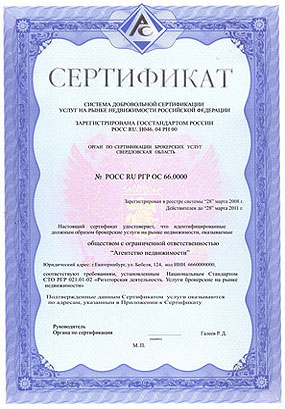 СЕРТИФИКАТ
СИСТЕМА ДОБРОВОЛЬНОЙ СЕРТИФИКАЦИИ
УСЛУГ НА РЫНКЕ НЕДВИЖИМОСТИ РОССИЙСКОЙ ФЕДЕРАЦИИ
ЗАРЕГИСТРИРОВАНА ГОССТАНДАРТОМ РОССИИ
РОСС RU. И046. 04 РН 00
ОРГАН ПО СЕРТИФИКАЦИИ БРОКЕРСКИХ УСЛУГ
СВЕРДЛОВСКАЯ ОБЛАСТЬ
№ РОСС RU РГР ОС 66.0000
Зарегистрирован в реестре системы "28" марта 2008 г.
Действителен до "28" марта 2011 г.
Настоящий сертификат удостоверяет, что идентифицированные
должным образом брокерские услуги на рынке недвижимости, оказываемые
обществом с ограниченной ответственностью
"Агентство недвижимости"
Юридический адрес: г.Екатеринбург, ул. Бебеля, 124, код ИНН 6660000000,
соответствуют требованиям, установленным Национальным Стандартом
СТО РГР 021.01-02 «Риэлторская деятельность. Услуги брокерские на рынке
недвижимости»
Подтвержденные данным Сертификатом услуги оказываются
по адресам, указанным в Приложении к Сертификату
Руководитель
Органа по сертификации
Галеев Р. Д.
М. П.